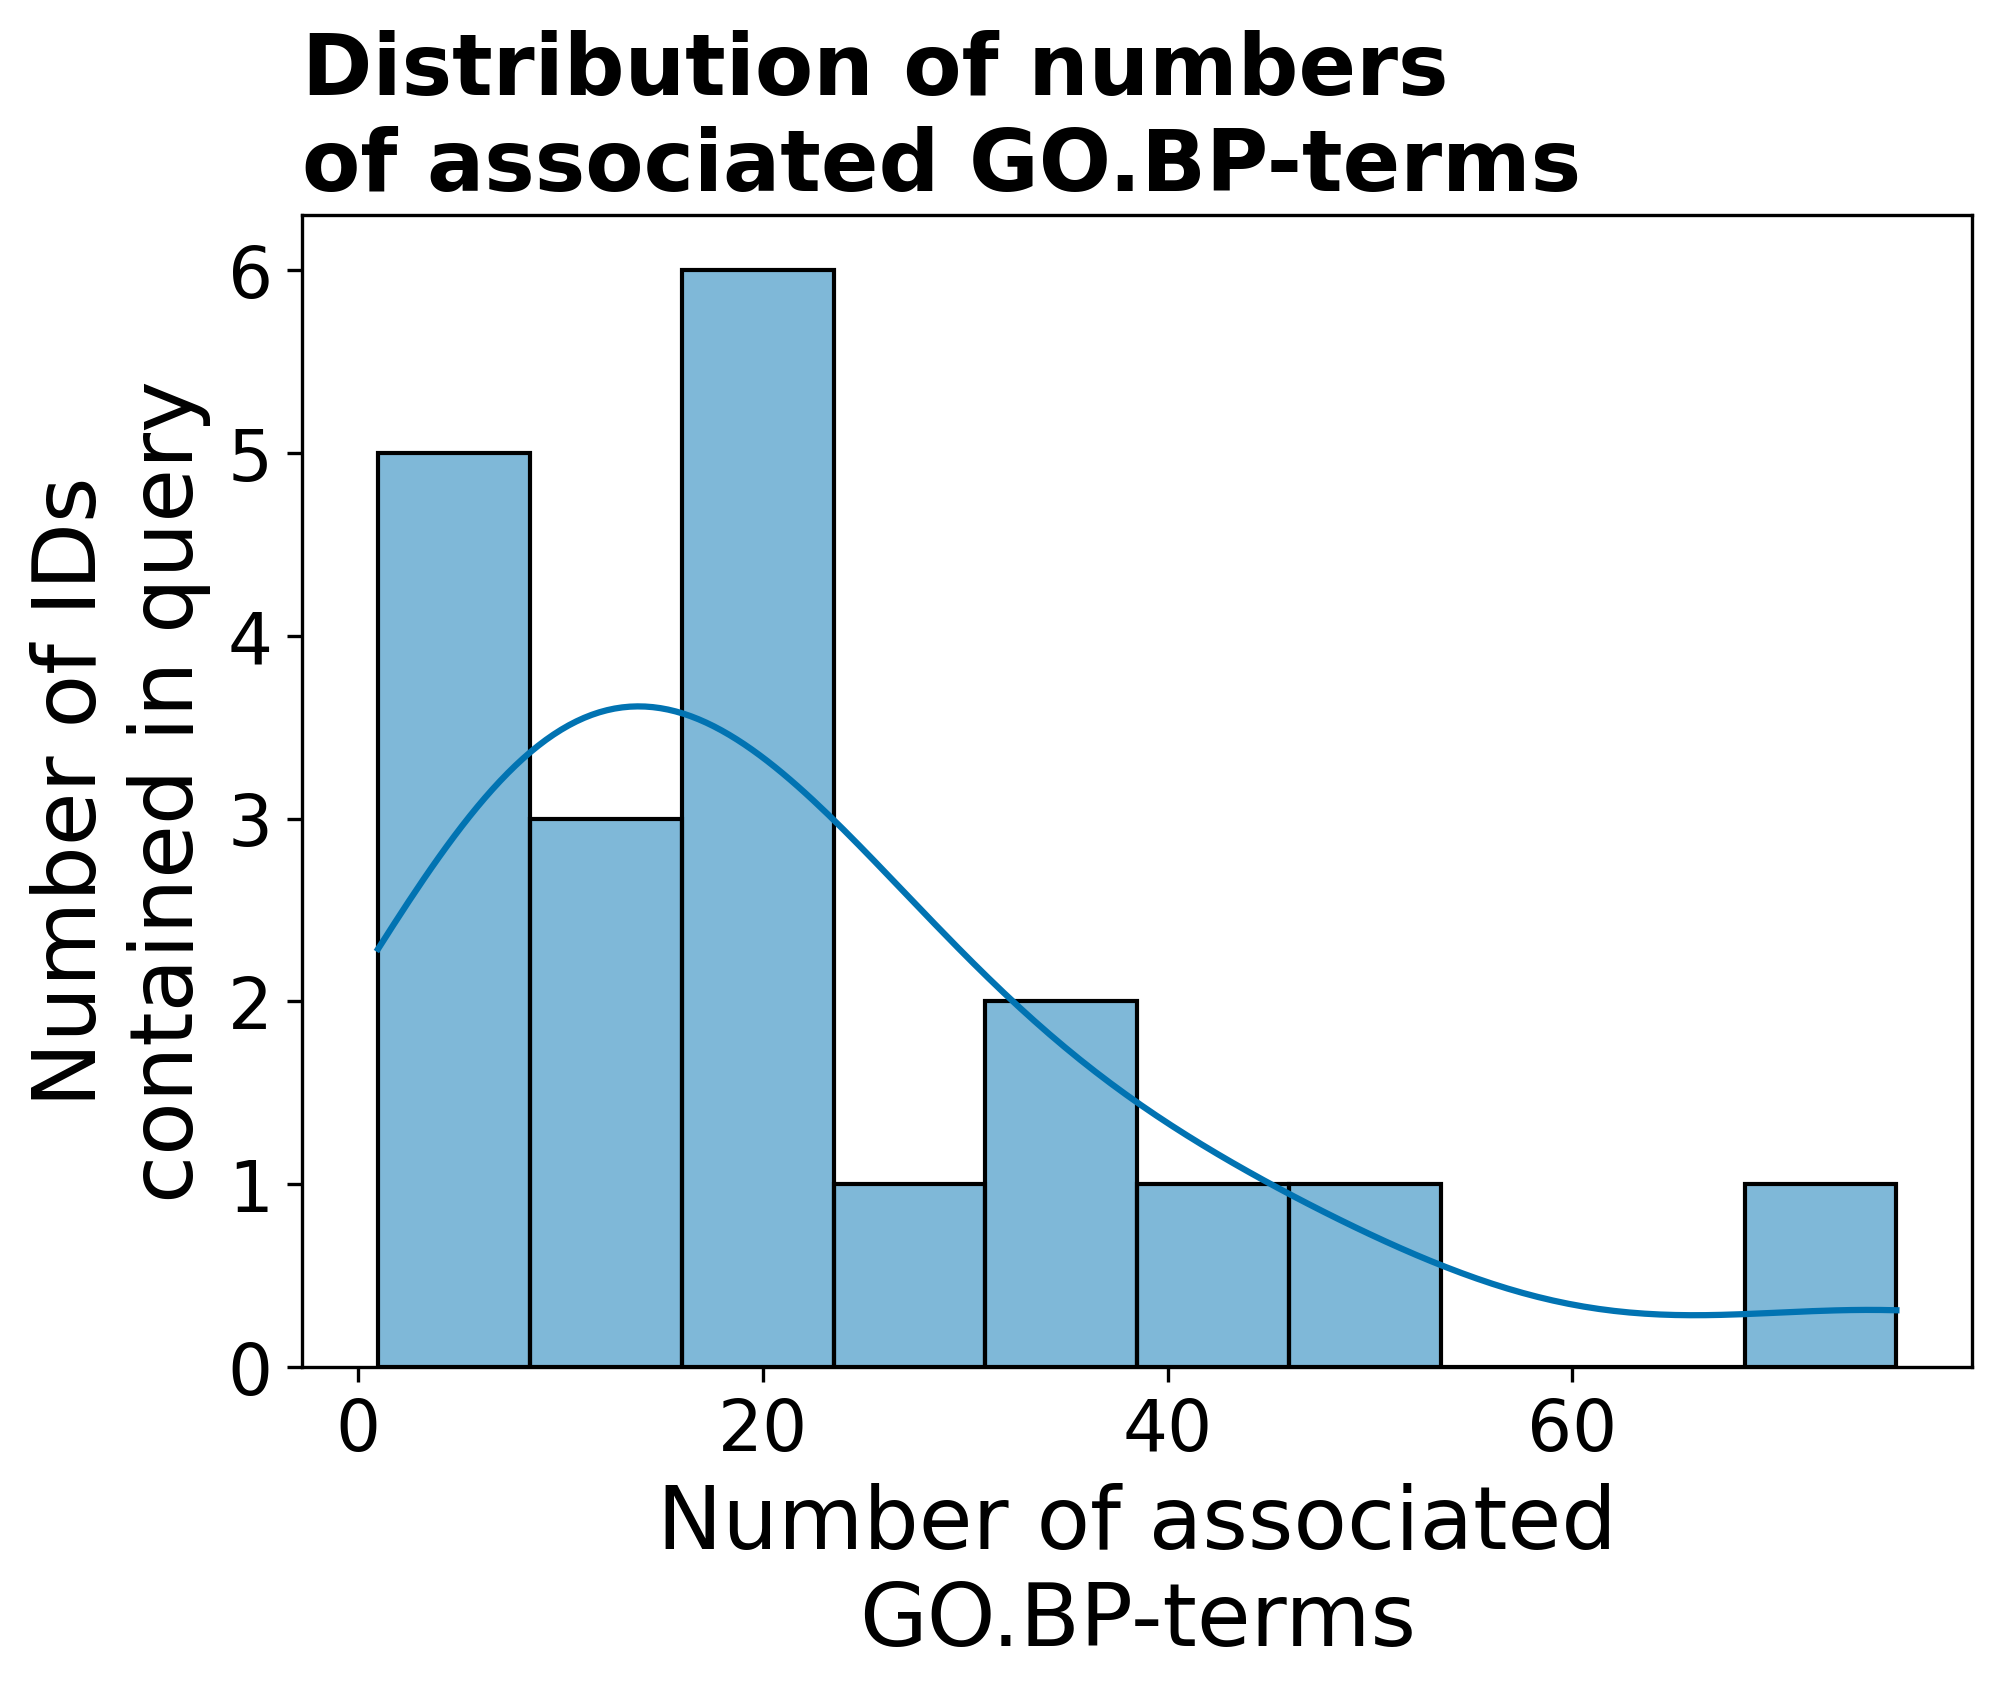 Distribution of numbers
of associated GO.BP-terms
Number of IDs
contained in query
6
5
4
3
2
1
0
0 20 40 60
Number of associated
GO.BP-terms